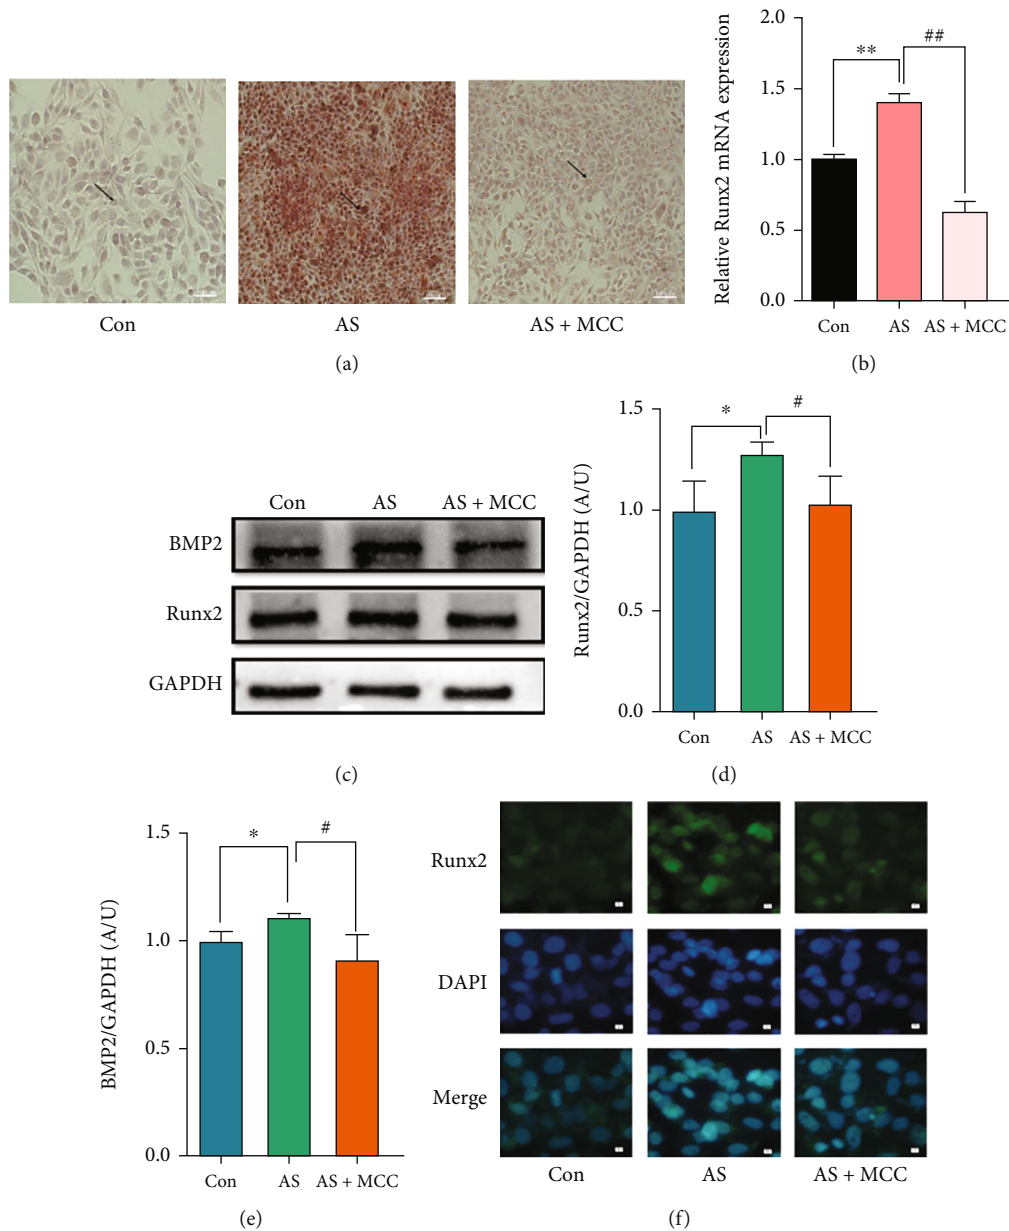 Con
AS
AS + MCC
(a)
Relative Runx2 mRNA expression
2.0
1.5
1.0
0.5
0.0
**
##
Con
AS
AS + MCC
(b)
Con
AS
AS + MCC
BMP2
Runx2
GAPDH
(c)
Runx2/GAPDH (A/U)
1.5
1.0
0.5
0.0
*
#
Con
AS
AS + MCC
(d)
BMP2/GAPDH (A/U)
1.5
1.0
0.5
0.0
*
#
Con
AS
AS + MCC
(e)
Runx2
DAPI
Merge
Con
AS
AS + MCC
(f)